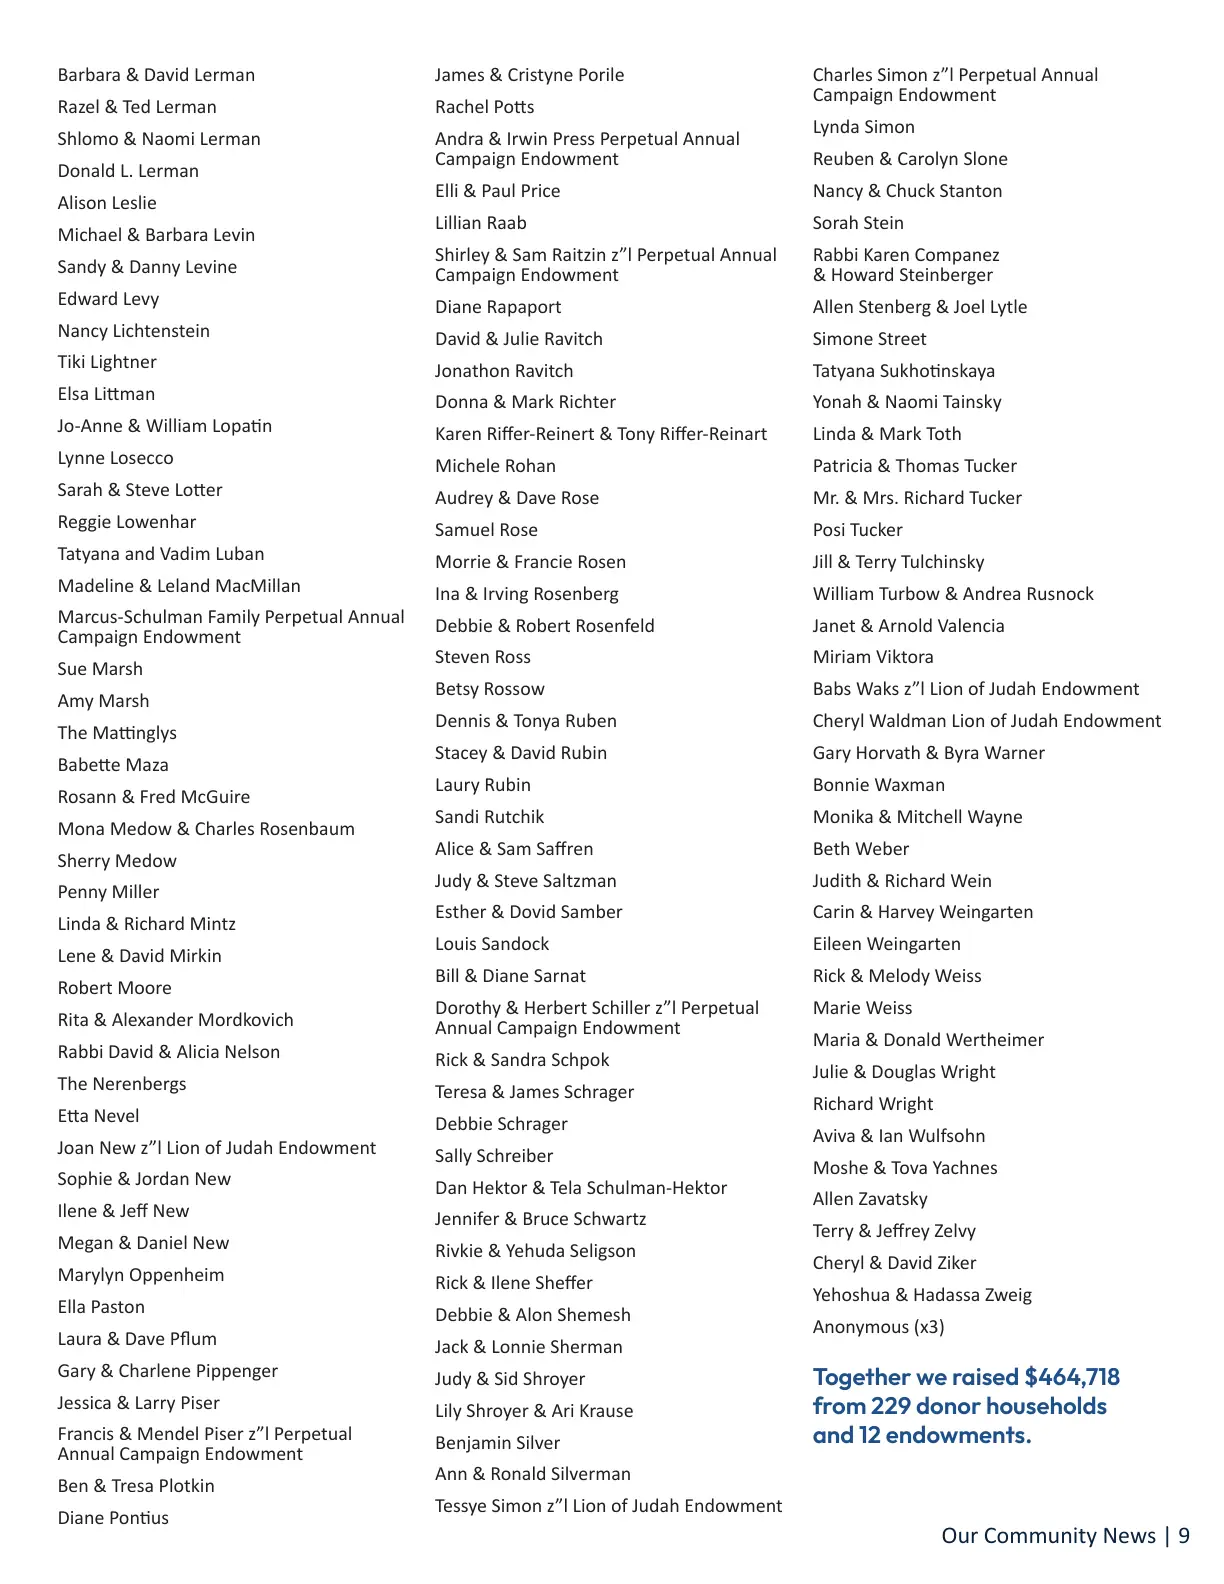 Barbara & David Lerman
Razel & Ted Lerman
Shlomo & Naomi Lerman
Donald L. Lerman
Alison Leslie
Michael & Barbara Levin
Sandy & Danny Levine
Edward Levy
Nancy Lichtenstein
Tiki Lightner
Elsa Littman
Jo-Anne & William Lopatin
Lynne Losecco
Sarah & Steve Lotter
Reggie Lowenhar
Tatyana and Vadim Luban
Madeline & Leland MacMillan
Marcus-Schulman Family Perpetual Annual
Campaign Endowment
Sue Marsh
Amy Marsh
The Mattinglys
Babette Maza
Rosann & Fred McGuire
Mona Medow & Charles Rosenbaum
Sherry Medow
Penny Miller
Linda & Richard Mintz
Lene & David Mirkin
Robert Moore
Rita & Alexander Mordkovich
Rabbi David & Alicia Nelson
The Nerenbergs
Etta Nevel
Joan New z”l Lion of Judah Endowment
Sophie & Jordan New
Ilene & Jeff New
Megan & Daniel New
Marylyn Oppenheim
Ella Paston
Laura & Dave Pflum
Gary & Charlene Pippenger
Jessica & Larry Piser
Francis & Mendel Piser z”l Perpetual
Annual Campaign Endowment
Ben & Tresa Plotkin
Diane Pontius
James & Cristyne Porile
Rachel Potts
Andra & Irwin Press Perpetual Annual
Campaign Endowment
Elli & Paul Price
Lillian Raab
Shirley & Sam Raitzin z”l Perpetual Annual
Campaign Endowment
Diane Rapaport
David & Julie Ravitch
Jonathon Ravitch
Donna & Mark Richter
Karen Riffer-Reinert & Tony Riffer-Reinart
Michele Rohan
Audrey & Dave Rose
Samuel Rose
Morrie & Francie Rosen
Ina & Irving Rosenberg
Debbie & Robert Rosenfeld
Steven Ross
Betsy Rossow
Dennis & Tonya Ruben
Stacey & David Rubin
Laury Rubin
Sandi Rutchik
Alice & Sam Saffren
Judy & Steve Saltzman
Esther & Dovid Samber
Louis Sandock
Bill & Diane Sarnat
Dorothy & Herbert Schiller z”l Perpetual
Annual Campaign Endowment
Rick & Sandra Schpok
Teresa & James Schrager
Debbie Schrager
Sally Schreiber
Dan Hektor & Tela Schulman-Hektor
Jennifer & Bruce Schwartz
Rivkie & Yehuda Seligson
Rick & Ilene Sheffer
Debbie & Alon Shemesh
Jack & Lonnie Sherman
Judy & Sid Shroyer
Lily Shroyer & Ari Krause
Benjamin Silver
Ann & Ronald Silverman
Tessye Simon z”l Lion of Judah Endowment
Charles Simon z”l Perpetual Annual
Campaign Endowment
Lynda Simon
Reuben & Carolyn Slone
Nancy & Chuck Stanton
Sorah Stein
Rabbi Karen Companez
& Howard Steinberger
Allen Stenberg & Joel Lytle
Simone Street
Tatyana Sukhotinskaya
Yonah & Naomi Tainsky
Linda & Mark Toth
Patricia & Thomas Tucker
Mr. & Mrs. Richard Tucker
Posi Tucker
Jill & Terry Tulchinsky
William Turbow & Andrea Rusnock
Janet & Arnold Valencia
Miriam Viktora
Babs Waks z”l Lion of Judah Endowment
Cheryl Waldman Lion of Judah Endowment
Gary Horvath & Byra Warner
Bonnie Waxman
Monika & Mitchell Wayne
Beth Weber
Judith & Richard Wein
Carin & Harvey Weingarten
Eileen Weingarten
Rick & Melody Weiss
Marie Weiss
Maria & Donald Wertheimer
Julie & Douglas Wright
Richard Wright
Aviva & Ian Wulfsohn
Moshe & Tova Yachnes
Allen Zavatsky
Terry & Jeffrey Zelvy
Cheryl & David Ziker
Yehoshua & Hadassa Zweig
Anonymous (x3)
Together we raised $464,718
from 229 donor households
and 12 endowments.
Our Community News | 9